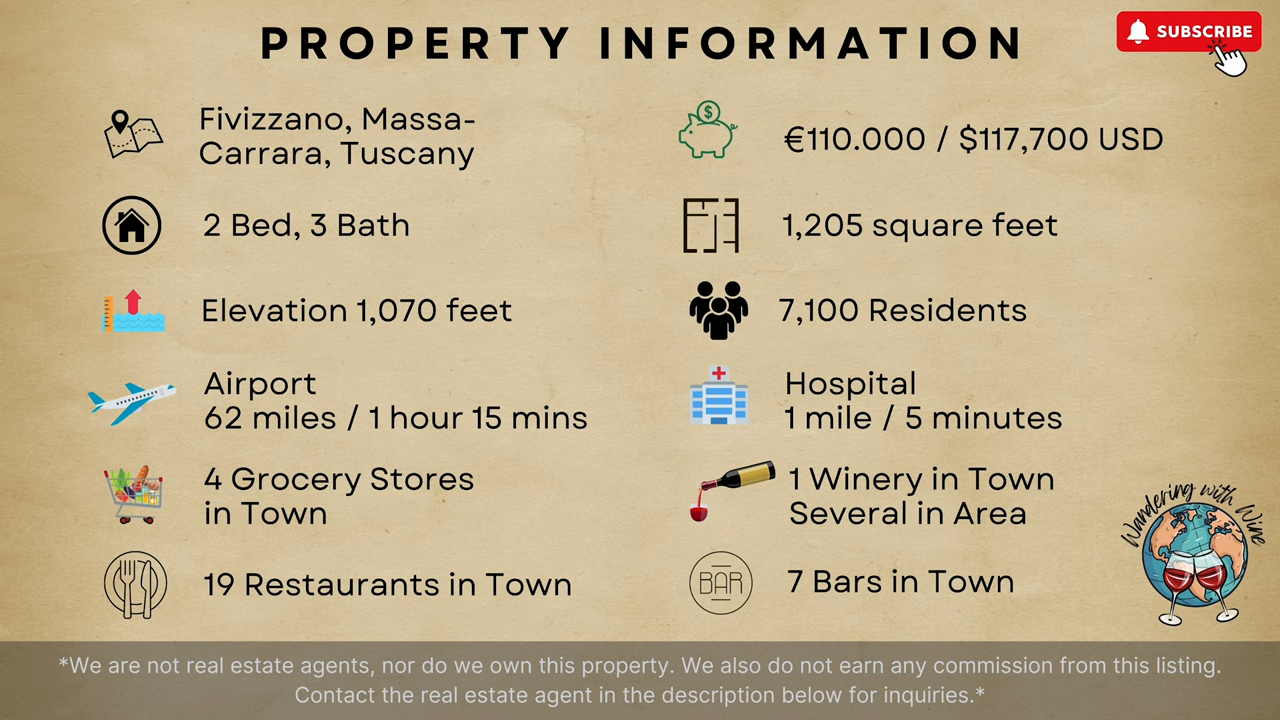 PROPERTY INFORMATION
SUBSCRIBE
Fivizzano, Massa-
Carrara, Tuscany
$
€110.000 / $117,700 USD
2 Bed, 3 Bath
1,205 square feet
Elevation 1,070 feet
7,100 Residents
Airport
62 miles / 1 hour 15 mins
Hospital
1 mile / 5 minutes
4 Grocery Stores
in Town
1 Winery in Town
Several in Area
Wandering with Wine
19 Restaurants in Town
BAR
7 Bars in Town
*We are not real estate agents, nor do we own this property. We also do not earn any commission from this listing.
Contact the real estate agent in the description below for inquiries.*